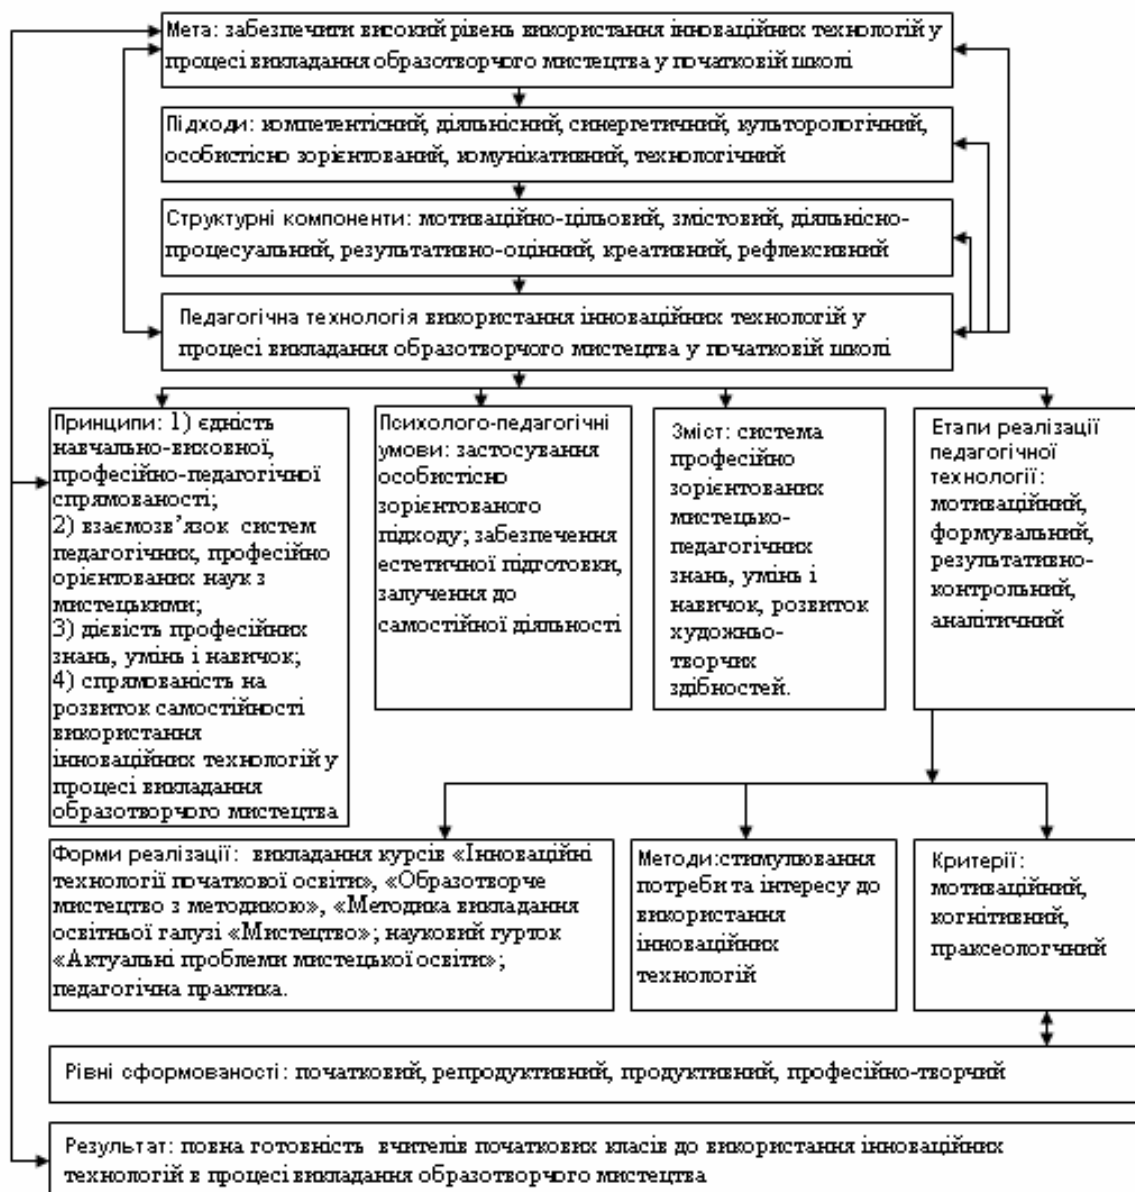 Мета: забезпечити високий рівень використання інноваційних технологій у
процесі викладання образотворчого мистецтва у початковій школі
Підходи: компетентісний, діяльнісний, синергетичний, культорологічний,
особистісно зорієнтований, комунікативний, технологічний
Структурні компоненти: мотиваційно-цільовий, змістовий, діяльнісно-
процесуальний, результативно-оцінний, креативний, рефлексивний
Педагогічна технологія використання інноваційних технологій у
процесі викладання образотворчого мистецтва у початковій школі
Принципи: 1) єдність
навчально-виховної,
професійно-педагогічної
спрямованості;
2) взаємозв’язок систем
педагогічних, професійно
орієнтованих наук з
мистецькими;
3) дієвість професійних
знань, умінь і навичок;
4) спрямованість на
розвиток самостійності
використання
інноваційних технологій у
процесі викладання
образотворчого мистецтва
Психолого-педагогічні
умови: застосування
особистісно
зорієнтованого
підходу; забезпечення
естетичної підготовки,
залучення до
самостійної діяльності
Зміст: система
професійно
зорієнтованих
мистецько-
педагогічних
знань, умінь і
навичок, розвиток
художньо-
творчих
здібностей.
Етапи реалізації
педагогічної
технології:
мотиваційний,
формувальний,
результативно-
контрольний,
аналітичний
Форми реалізації: викладання курсів «Інноваційні
технології початкової освіти», «Образотворче
мистецтво з методикою», «Методика викладання
освітньої галузі «Мистецтво»; науковий гурток
«Актуальні проблеми мистецької освіти»;
педагогічна практика.
Методи:стимулювання
потреби та інтересу до
використання
інноваційних
технологій
Критерії:
мотиваційний,
когнітивний,
праксеологчний
Рівні сформованості: початковий, репродуктивний, продуктивний, професійно-творчий
Результат: повна готовність вчителів початкових класів до використання інноваційних
технологій в процесі викладання образотворчого мистецтва